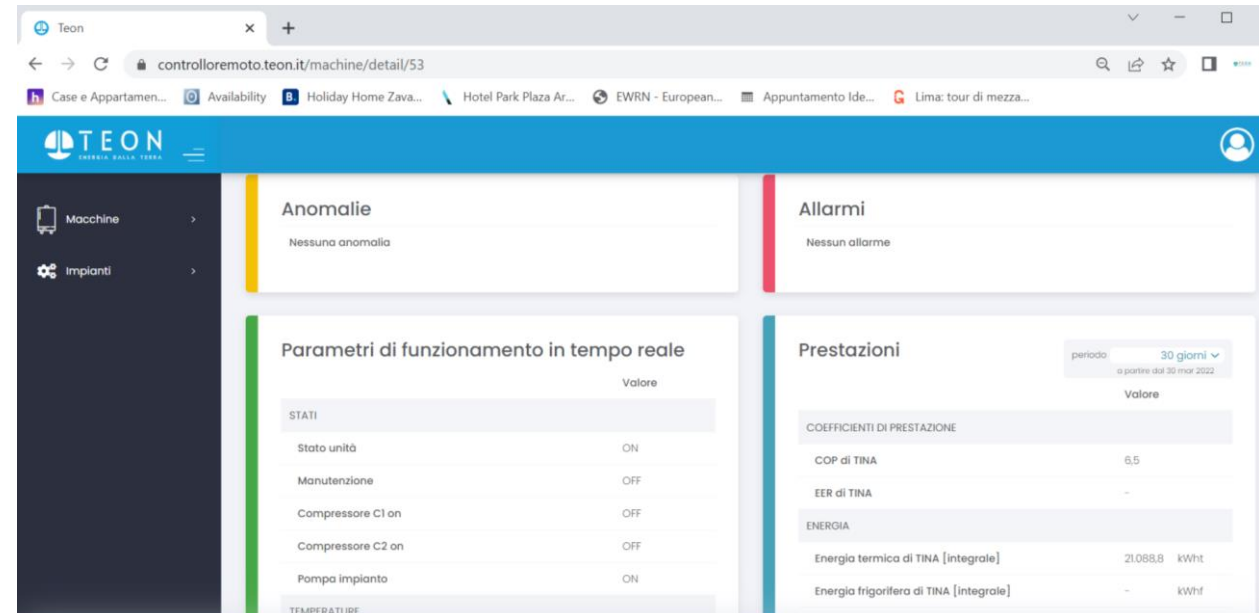 Teon
controlloremoto.teon.it/machine/detail/53
Case e Appartamen... Availability Holiday Home Zava... Hotel Park Plaza Ar... EWRN - European... Appuntamento Ide... Lima: tour di mezza...
TEON
ENERGIA DALLA TERRA
Macchine
Impianti
Anomalie
Nessuna anomalia
Allarmi
Nessun allarme
Parametri di funzionamento in tempo reale
Valore
STATI
Stato unità ON
Manutenzione OFF
Compressore C1 on OFF
Compressore C2 on OFF
Pompa impianto ON
TEMPERATURE
Prestazioni
periodo 30 giorni
a partire dal 30 mar 2022
Valore
COEFFICIENTI DI PRESTAZIONE
COP di TINA 6,5
EER di TINA -
ENERGIA
Energia termica di TINA [integrale] 21.088,8 kWht
Energia frigorifera di TINA [integrale] - kWhf